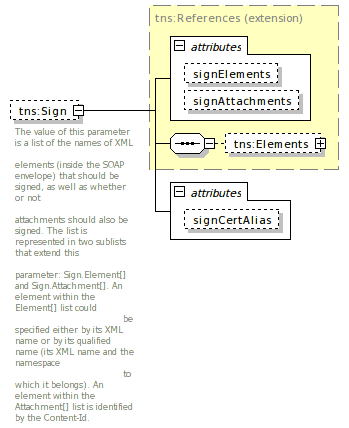 tns:References (extension)
attributes
signElements
signAttachments
tns:Sign
tns:Elements
attributes
signCertAlias
The value of this parameter
is a list of the names of XML
elements (inside the SOAP
envelope) that should be
signed, as well as whether
or not
attachments should also be
signed. The list is
represented in two sublists
that extend this
parameter: Sign.Element[]
and Sign.Attachment[]. An
element within the
Element[] list could
be
specified either by its XML
name or by its qualified
name (its XML name and the
namespace
to
which it belongs). An
element within the
Attachment[] list is identified
by the Content-Id.